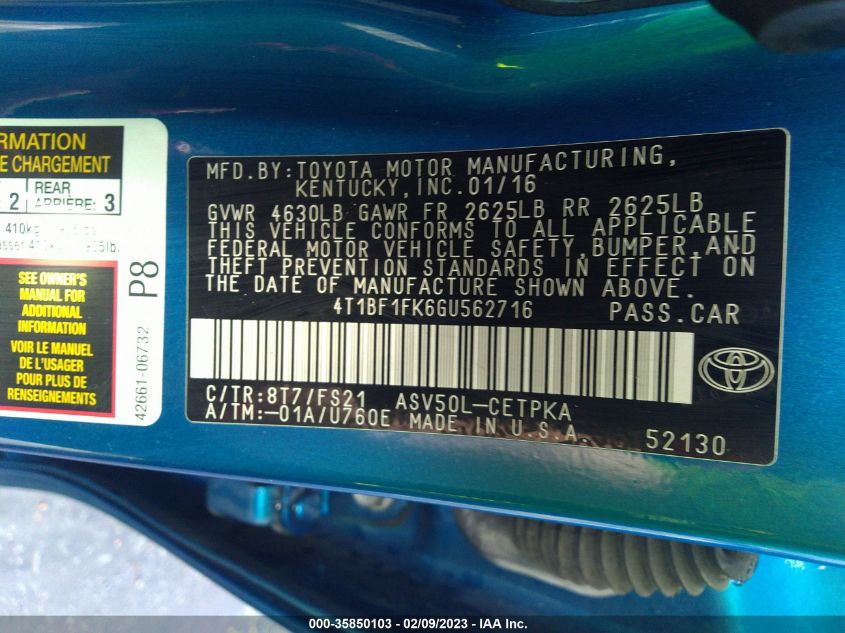 RMATION
E CHARGEMENT
2 REAR ARRIÈRE: 3
410kg
905lb.
SEE OWNER'S
MANUAL FOR
ADDITIONAL
INFORMATION
VOIR LE MANUEL
DE L'USAGER
POUR PLUS DE
RENSEIGNEMENTS
P8
42661-06732
MFD.BY:TOYOTA MOTOR MANUFACTURING,
KENTUCKY,INC.01/16
GVWR 4630LB GAWR FR 2625LB RR 2625LB
THIS VEHICLE CONFORMS TO ALL APPLICABLE
FEDERAL MOTOR VEHICLE SAFETY,BUMPER,AND
THEFT PREVENTION STANDARDS IN EFFECT ON
THE DATE OF MANUFACTURE SHOWN ABOVE.
4T1BF1FK6GU562716 PASS.CAR
C/TR:8T7/FS21 ASV50L-CETPKA
A/TM:-01A/U760E MADE IN U.S.A. 52130
000-35850103 / 02/09/2023 - IAA Inc.